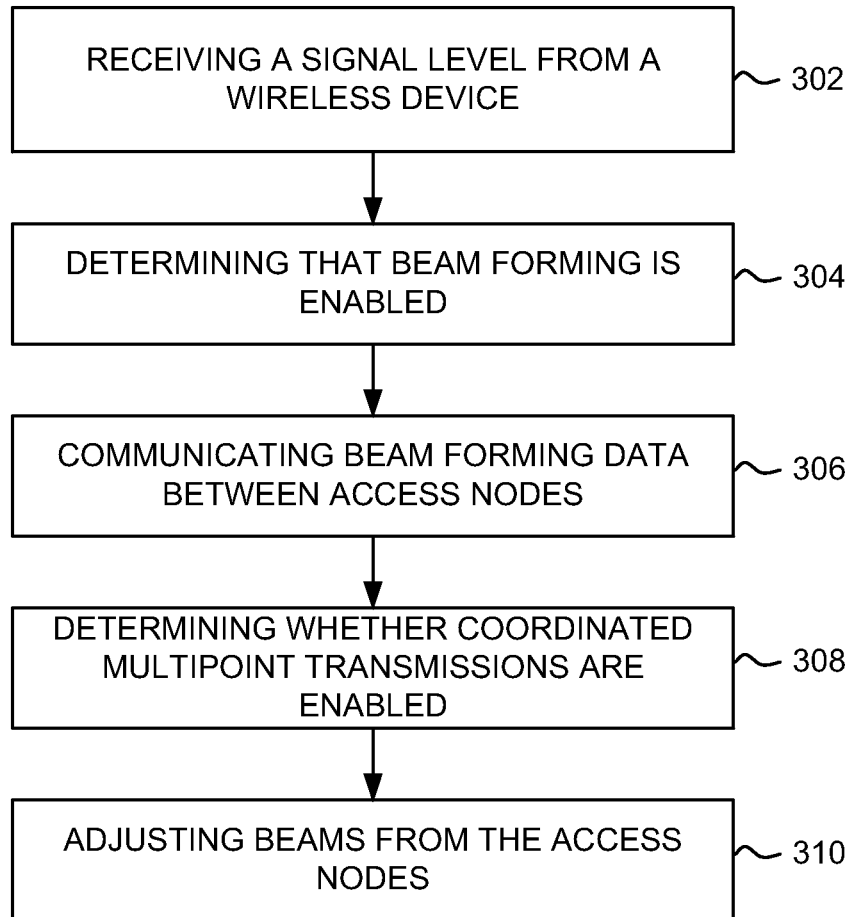 RECEIVING A SIGNAL LEVEL FROM A
WIRELESS DEVICE
302
DETERMINING THAT BEAM FORMING IS
ENABLED
304
COMMUNICATING BEAM FORMING DATA
BETWEEN ACCESS NODES
306
DETERMINING WHETHER COORDINATED
MULTIPOINT TRANSMISSIONS ARE
ENABLED
308
ADJUSTING BEAMS FROM THE ACCESS
NODES
310